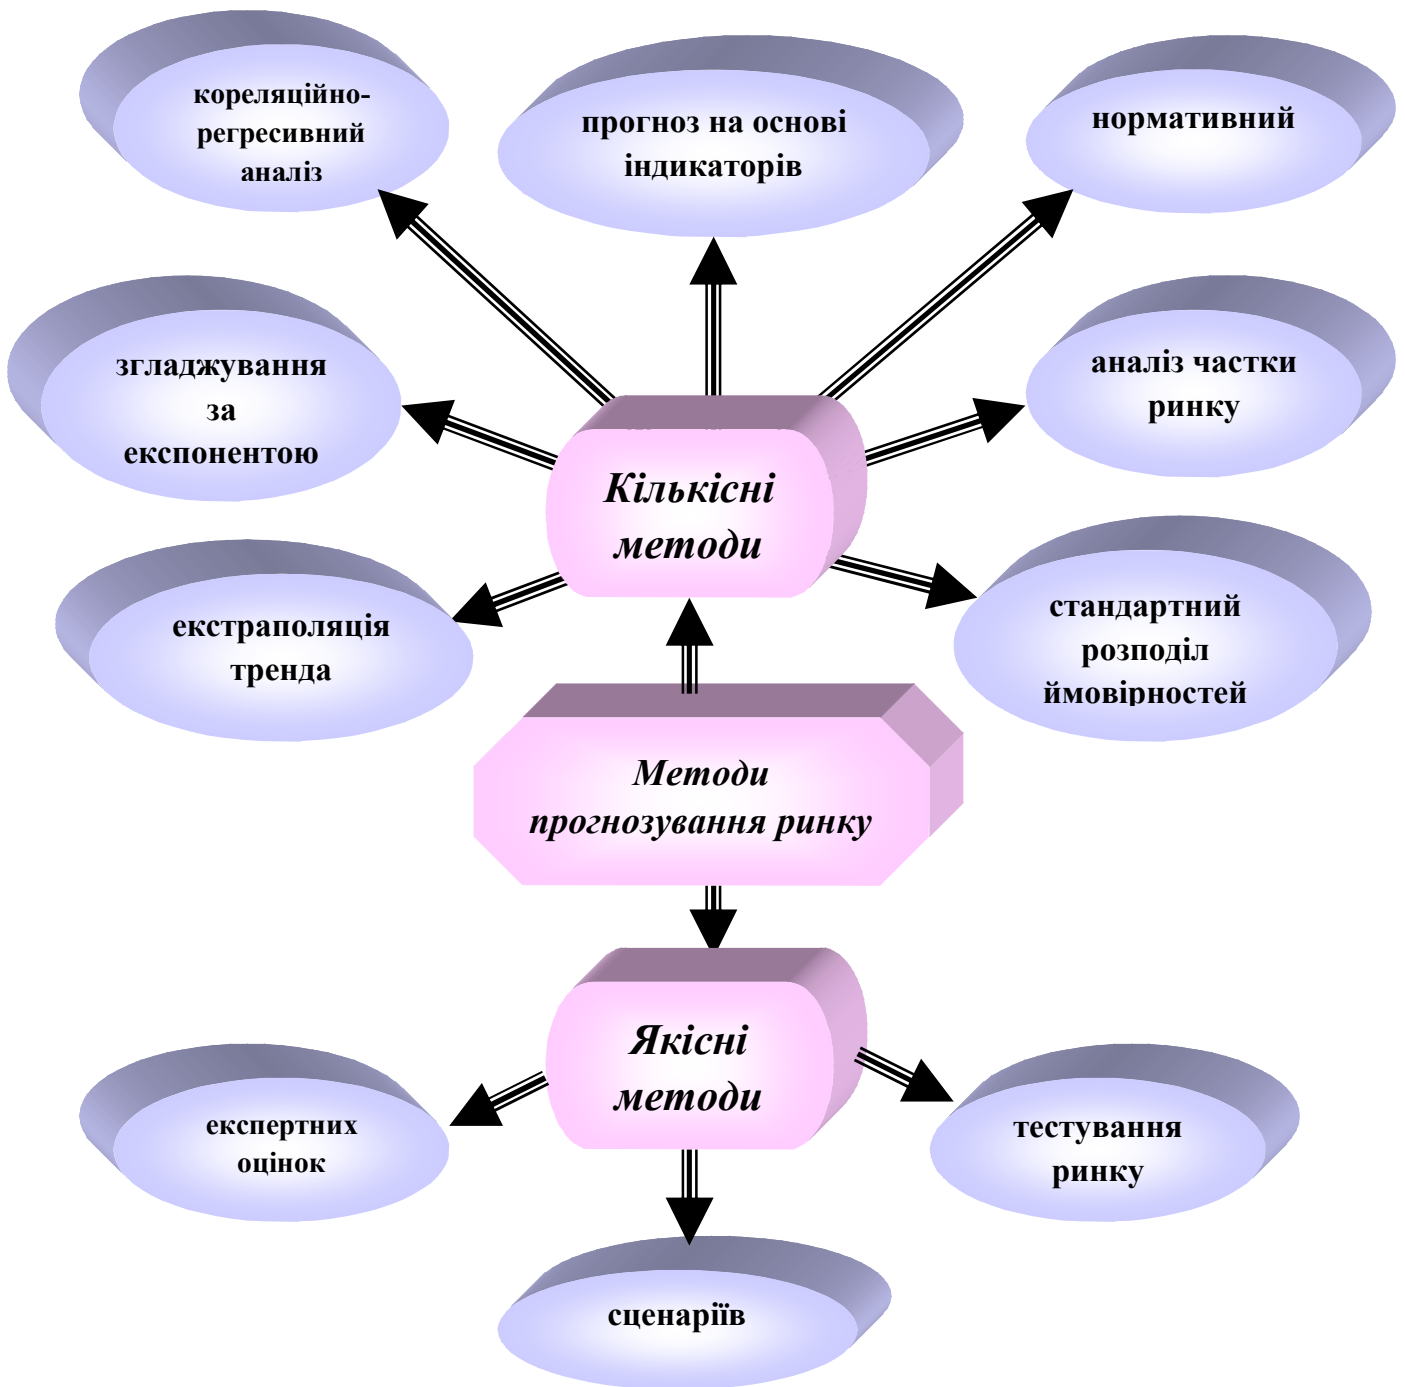 кореляційно-
регресивний
аналіз
прогноз на основі
індикаторів
нормативний
згладжування
за
експонентою
аналіз частки
ринку
Кількісні
методи
екстраполяція
тренда
стандартний
розподіл
ймовірностей
Методи
прогнозування ринку
Якісні
методи
експертних
оцінок
тестування
ринку
сценаріїв